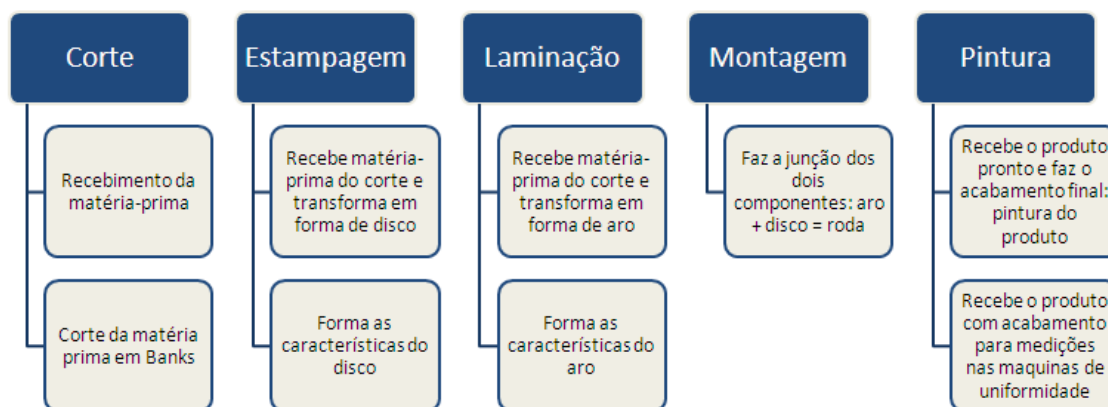 Corte
Recebimento da
matéria-prima
Corte da matéria
prima em Banks
Estampagem
Recebe matéria-
prima do corte e
transforma em
forma de disco
Forma as
características do
disco
Laminação
Recebe matéria-
prima do corte e
transforma em
forma de aro
Forma as
características do
aro
Montagem
Faz a junção dos
dois
componentes: aro
+ disco = roda
Pintura
Recebe o produto
pronto e faz o
acabamento final:
pintura do
produto
Recebe o produto
com acabamento
para medições
nas maquinas de
uniformidade